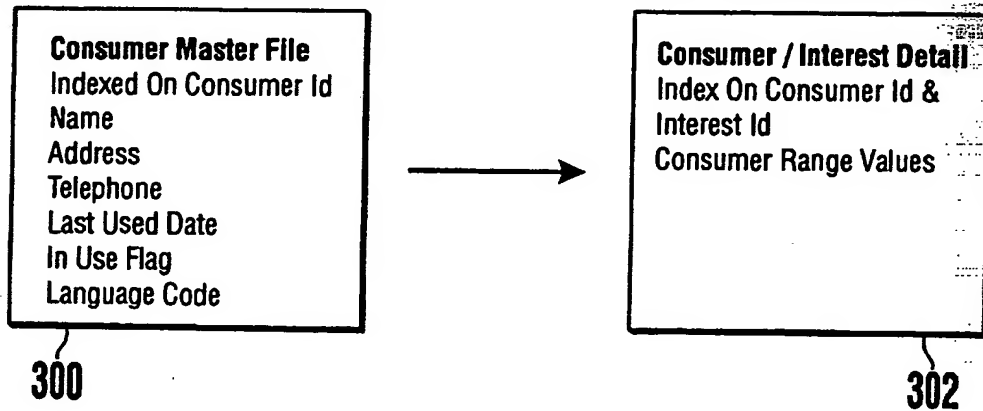 Consumer Master File
Indexed On Consumer Id
Name
Address
Telephone
Last Used Date
In Use Flag
Language Code
300
Consumer / Interest Detail
Index On Consumer Id &
Interest Id
Consumer Range Values
302